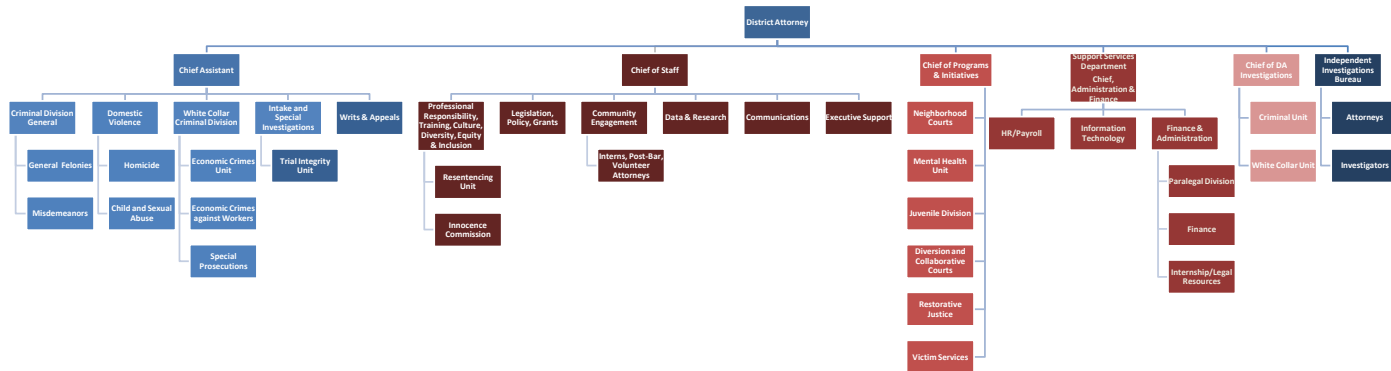 District Attorney
Chief Assistant
Chief of Staff
Chief of Programs
& Initiatives
Support Services
Department
Chief,
Administration &
Finance
Chief of DA
Investigations
Independent
Investigations
Bureau
Criminal Division
General
Domestic
Violence
White Collar
Criminal Division
Intake and
Special
Investigations
Writs & Appeals
Professional
Responsibility,
Training, Culture,
Diversity, Equity
& Inclusion
Legislation,
Policy, Grants
Community
Engagement
Data & Research
Communications
Executive Support
Neighborhood
Courts
HR/Payroll
Information
Technology
Finance &
Administration
Criminal Unit
Attorneys
General Felonies
Homicide
Economic Crimes
Unit
Trial Integrity
Unit
Resentencing
Unit
Interns, Post-Bar,
Volunteer
Attorneys
Mental Health
Unit
Paralegal Division
White Collar Unit
Investigators
Misdemeanors
Child and Sexual
Abuse
Economic Crimes
against Workers
Innocence
Commission
Juvenile Division
Finance
Special
Prosecutions
Diversion and
Collaborative
Courts
Internship/Legal
Resources
Restorative
Justice
Victim Services